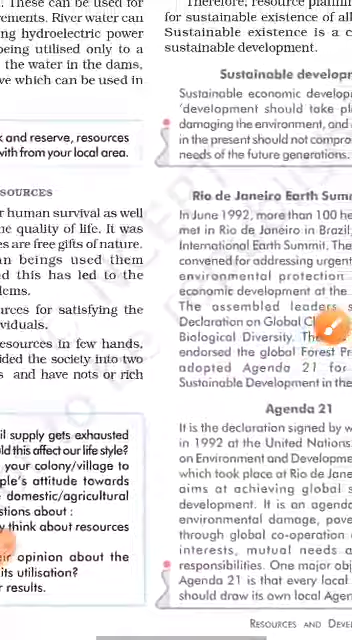 . These can be used for
rements. River water can
ng hydroelectric power
being utilised only to a
the water in the dams,
ve which can be used in
k and reserve, resources
with from your local area.
SOURCES
r human survival as well
he quality of life. It was
es are free gifts of nature.
an beings used them
d this has led to the
lems.
urces for satisfying the
viduals.
esources in few hands.
ided the society into two
s and have nots or rich
il supply gets exhausted
ld this affect our life style?
your colony/village to
ple's attitude towards
domestic/agricultural
stions about :
y think about resources
eir opinion about the
its utilisation?
r results.
Therefore, resource plannin
for sustainable existence of all
Sustainable existence is a c
sustainable development.
Sustainable develop
Sustainable economic develop
'development should take pl
damaging the environment, and
in the present should not compro
needs of the future generations.
Rio de Janeiro Earth Sum
In June 1992, more than 100 he
met in Rio de Janeiro in Brazil
International Earth Summit. The
convened for addressing urgent
environmental protection
economic development at the
The assembled leaders s
Declaration on Global Cl
Biological Diversity. The
endorsed the global Forest Pr
adopted Agenda 21 for
Sustainable Development in the
Agenda 21
It is the declaration signed by w
in 1992 at the United Nations
on Environment and Developme
which took place at Rio de Jane
aims at achieving global s
development. It is an agenda
environmental damage, pove
through global co-operation
interests, mutual needs a
responsibilities. One major obj
Agenda 21 is that every local
should draw its own local Agen
RESOURCES AND DEVEL